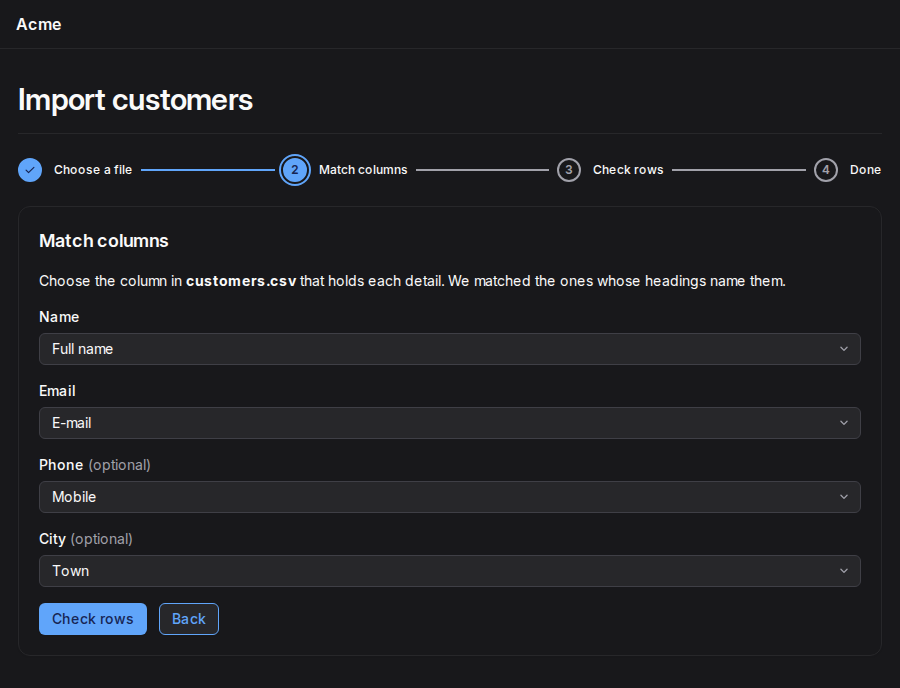 Acme
Import customers
Choose a file
2 Match columns
3 Check rows
4 Done
Match columns
Choose the column in customers.csv that holds each detail. We matched the ones whose headings name them.
Name
Full name
Email
E-mail
Phone (optional)
Mobile
City (optional)
Town
Check rows
Back